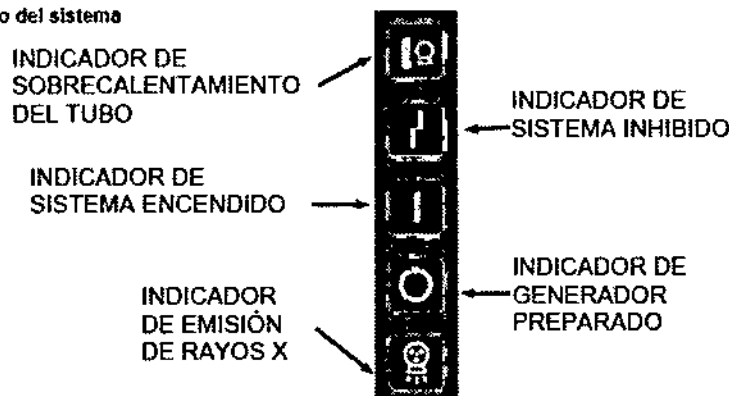 o del sistema
INDICADOR DE
SOBRECALENTAMIENTO
DEL TUBO
INDICADOR DE
SISTEMA INHIBIDO
INDICADOR DE
SISTEMA ENCENDIDO
INDICADOR DE
GENERADOR
PREPARADO
INDICADOR
DE EMISIÓN
DE RAYOS X